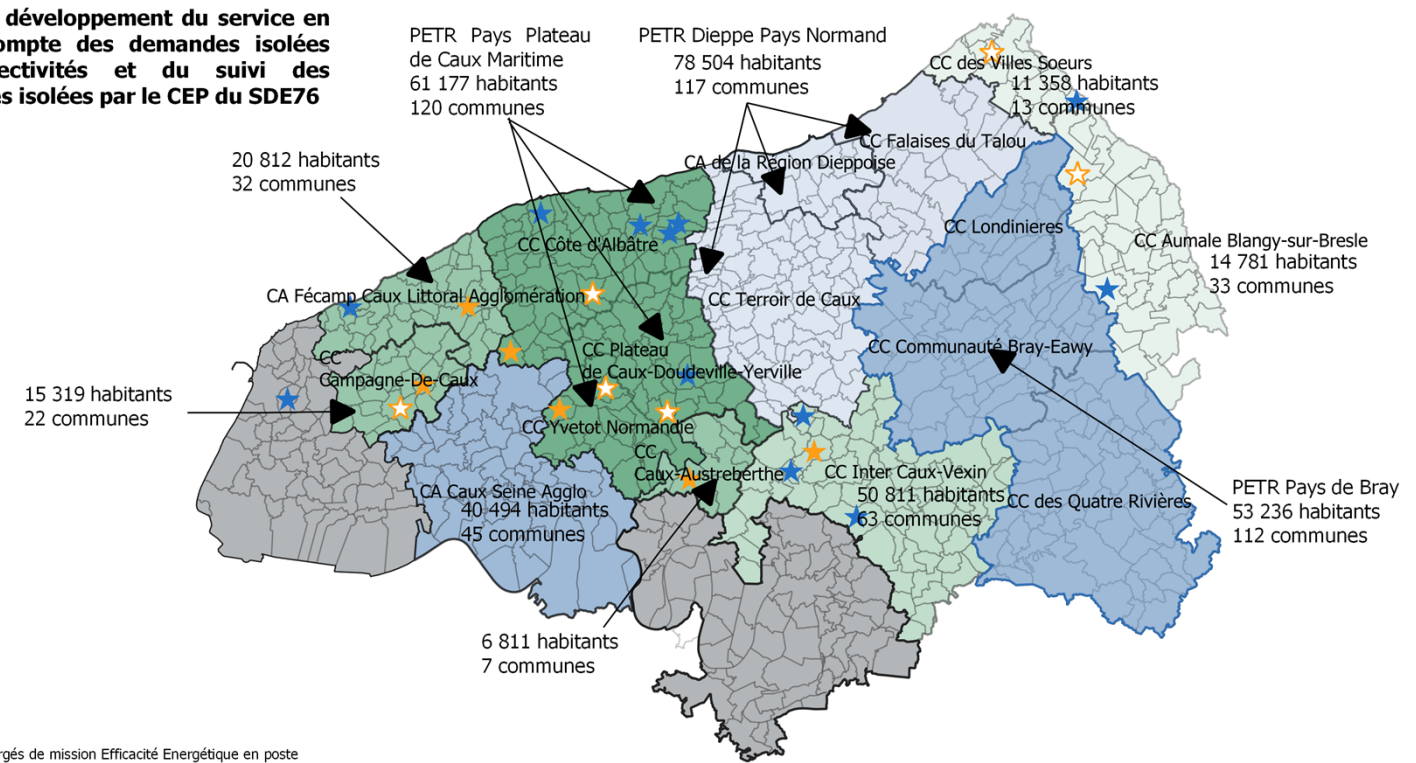 développement du service en
ompte des demandes isolées
ectivités et du suivi des
es isolées par le CEP du SDE76
PETR Pays Plateau
de Caux Maritime
61 177 habitants
120 communes
PETR Dieppe Pays Normand
78 504 habitants
117 communes
CC des Villes Soeurs
11 358 habitants
13 communes
20 812 habitants
32 communes
CC Falaises du Talou
CA de la Région Dieppoise
CC Londinieres
CC Côte d'Albâtre
CC Aumale Blangy-sur-Bresle
14 781 habitants
33 communes
CA Fécamp Caux Littoral Agglomération
CC Terroir de Caux
CC Communauté Bray-Eawy
CC
Campagne-De-Caux
CC Plateau
de Caux-Doudeville-Yerville
15 319 habitants
22 communes
CC Yvetot Normandie
CC
Caux-Austreberthe
CC Inter Caux-Vexin
50 811 habitants
63 communes
CA Caux Seine Agglo
40 494 habitants
45 communes
CC des Quatre Rivières
PETR Pays de Bray
53 236 habitants
112 communes
6 811 habitants
7 communes
rgés de mission Efficacité Energétique en poste